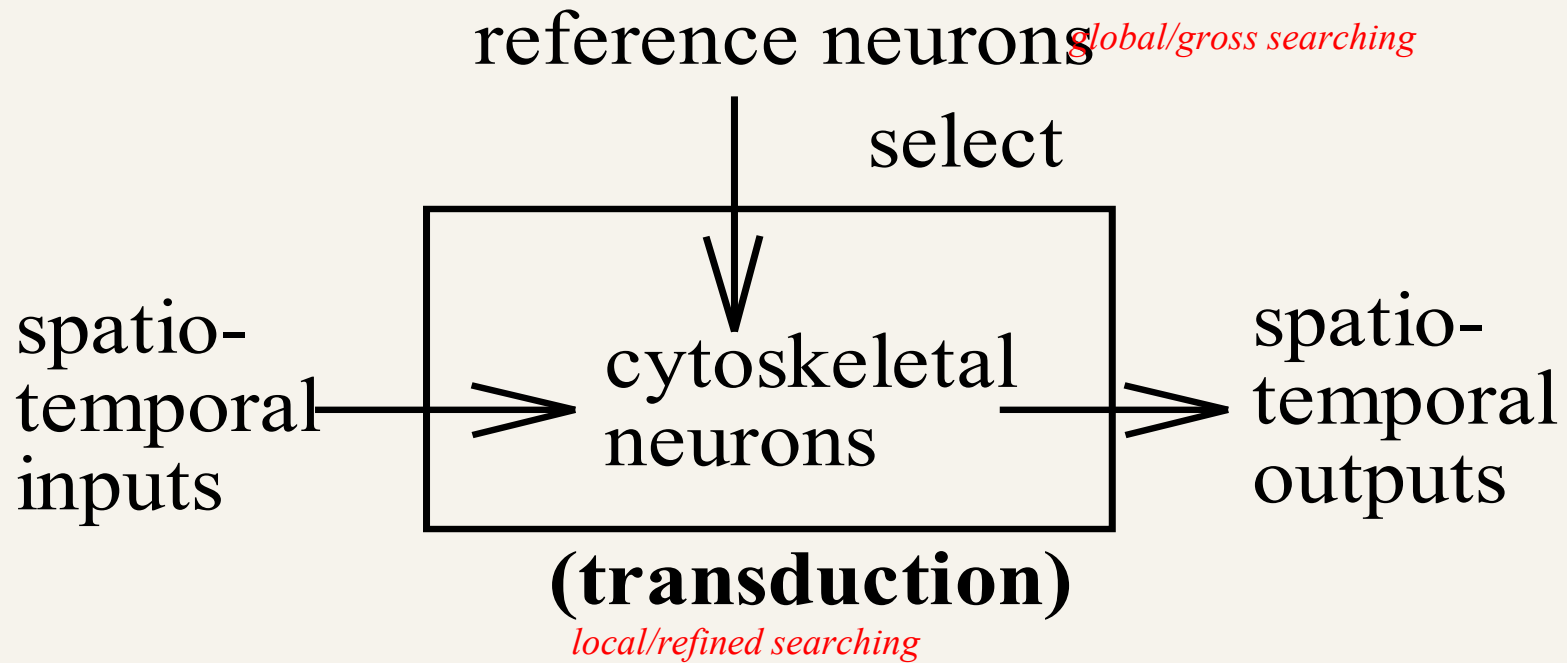 reference neurons
global/gross searching
select
spatio-
temporal
inputs
cytoskeletal
neurons
spatio-
temporal
outputs
(transduction)
local/refined searching